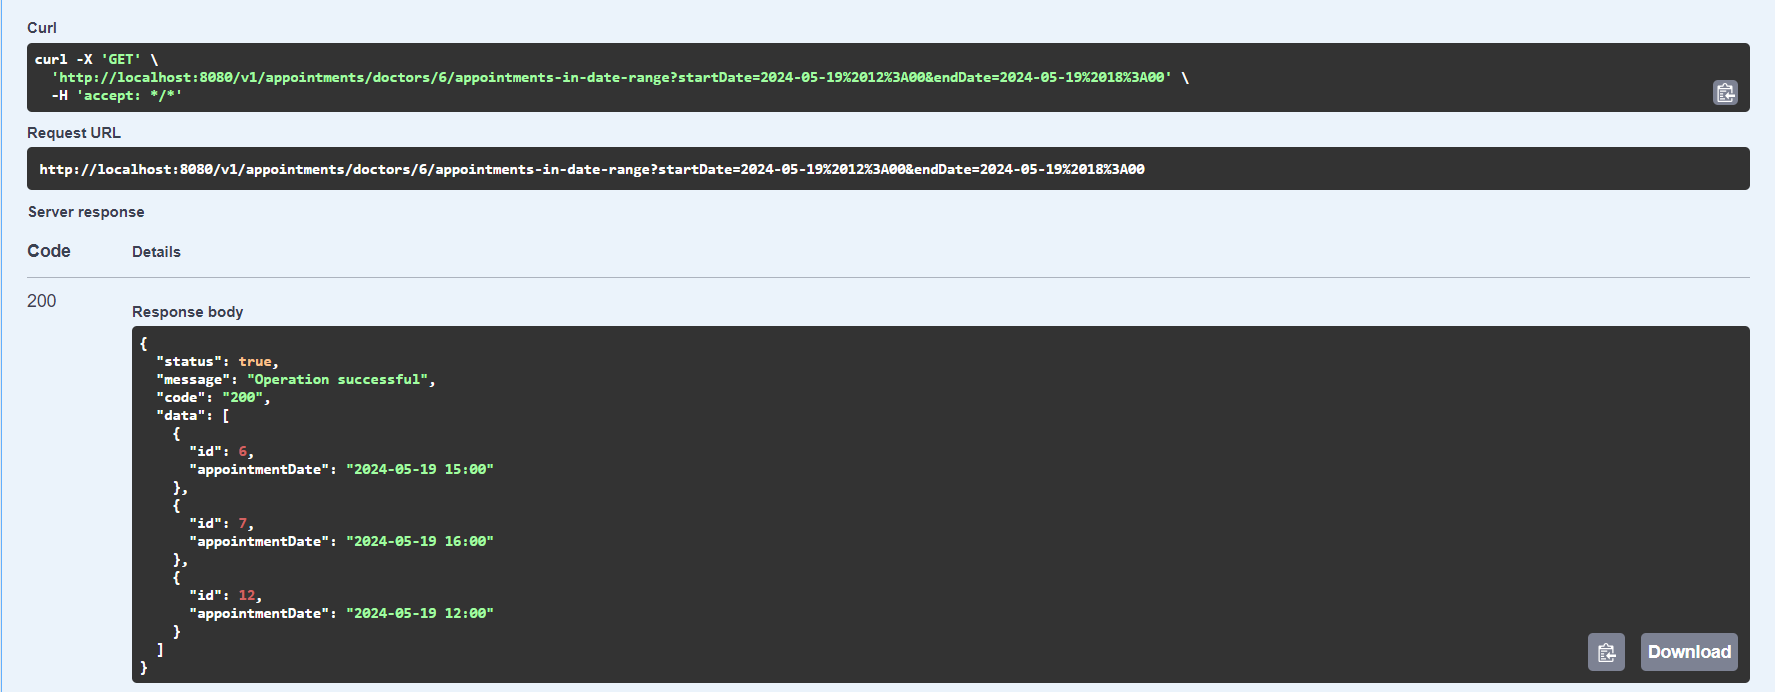 Curl
curl -X 'GET' \
  'http://localhost:8080/v1/appointments/doctors/6/appointments-in-date-range?startDate=2024-05-19%2012%3A00&endDate=2024-05-19%2018%3A00' \
  -H 'accept: */*'
Request URL
http://localhost:8080/v1/appointments/doctors/6/appointments-in-date-range?startDate=2024-05-19%2012%3A00&endDate=2024-05-19%2018%3A00
Server response
Code Details
200
Response body
{
  "status": true,
  "message": "Operation successful",
  "code": "200",
  "data": [
    {
      "id": 6,
      "appointmentDate": "2024-05-19 15:00"
    },
    {
      "id": 7,
      "appointmentDate": "2024-05-19 16:00"
    },
    {
      "id": 12,
      "appointmentDate": "2024-05-19 12:00"
    }
  ]
}
Download